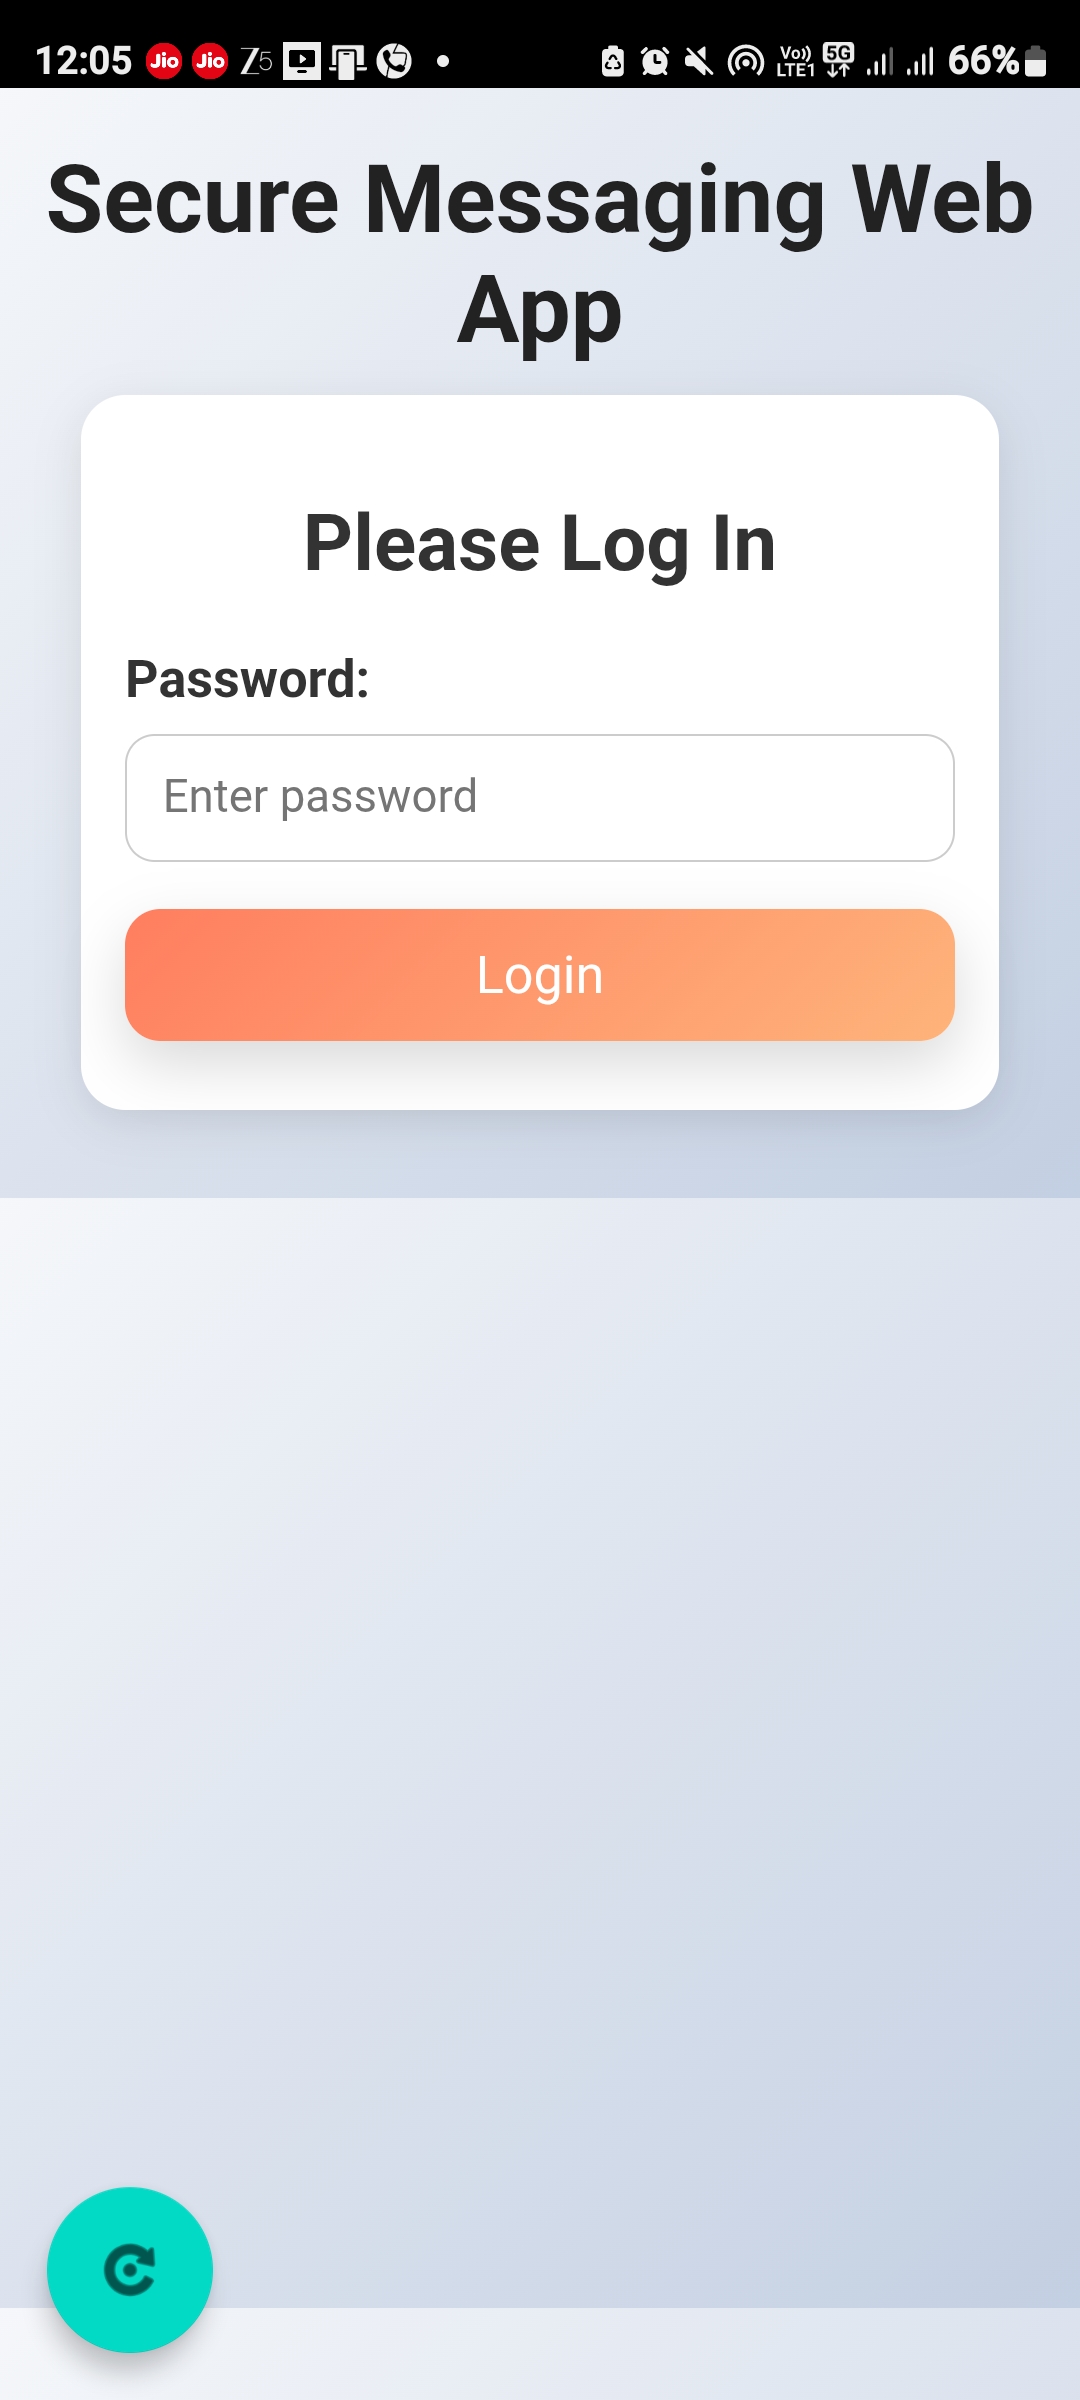 12:05 Jio Jio Z5 Vo)) LTE1 5G 66%
Secure Messaging Web
App
Please Log In
Password:
Enter password
Login